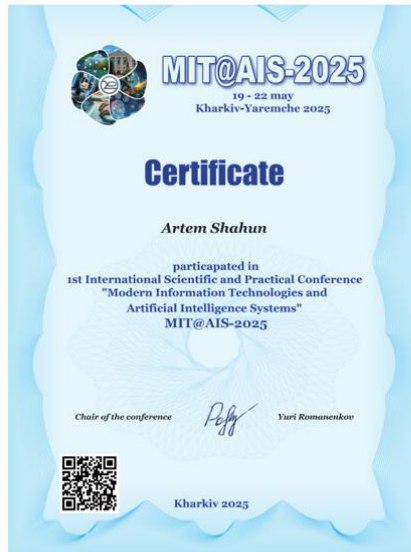 MIT@AIS-2025
19 - 22 may
Kharkiv-Yaremche 2025
Certificate
Artem Shahun
particapated in
1st International Scientific and Practical Conference
"Modern Information Technologies and
Artificial Intelligence Systems"
MIT@AIS-2025
Chair of the conference
Yuri Romanenkov
Kharkiv 2025